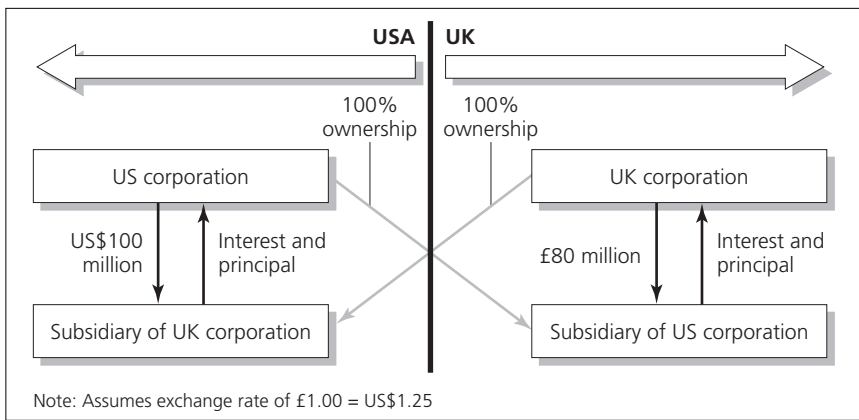 USA
UK
100%
ownership
100%
ownership
US corporation
UK corporation
US$100
million
Interest and
principal
£80 million
Interest and
principal
Subsidiary of UK corporation
Subsidiary of US corporation
Note: Assumes exchange rate of £1.00 = US$1.25